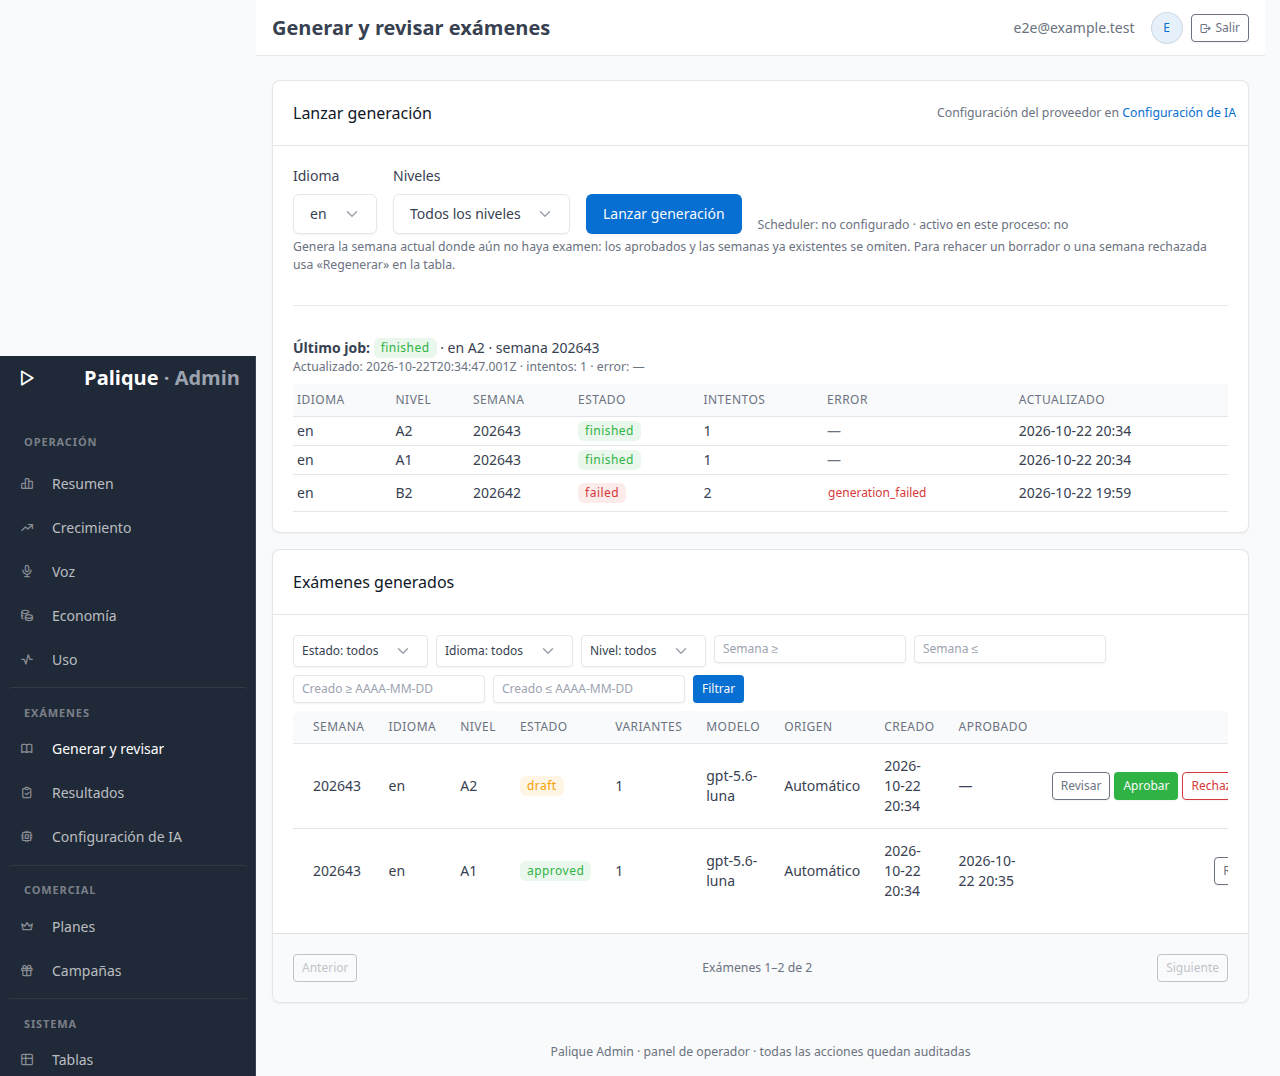 Generar y revisar exámenes
e2e@example.test
E
Salir
Palique · Admin
OPERACIÓN
Resumen
Crecimiento
Voz
Economía
Uso
EXÁMENES
Generar y revisar
Resultados
Configuración de IA
COMERCIAL
Planes
Campañas
SISTEMA
Tablas
Lanzar generación
Configuración del proveedor en Configuración de IA
Idioma Niveles
en Todos los niveles Lanzar generación Scheduler: no configurado · activo en este proceso: no
Genera la semana actual donde aún no haya examen: los aprobados y las semanas ya existentes se omiten. Para rehacer un borrador o una semana rechazada
usa «Regenerar» en la tabla.
Último job: finished · en A2 · semana 202643
Actualizado: 2026-10-22T20:34:47.001Z · intentos: 1 · error: —
IDIOMA NIVEL SEMANA ESTADO INTENTOS ERROR ACTUALIZADO
en A2 202643 finished 1 — 2026-10-22 20:34
en A1 202643 finished 1 — 2026-10-22 20:34
en B2 202642 failed 2 generation_failed 2026-10-22 19:59
Exámenes generados
Estado: todos Idioma: todos Nivel: todos Semana ≥ Semana ≤
Creado ≥ AAAA-MM-DD Creado ≤ AAAA-MM-DD Filtrar
SEMANA IDIOMA NIVEL ESTADO VARIANTES MODELO ORIGEN CREADO APROBADO
202643 en A2 draft 1 gpt-5.6-luna Automático 2026-10-22 20:34 — Revisar Aprobar Rechaz
202643 en A1 approved 1 gpt-5.6-luna Automático 2026-10-22 20:34 2026-10-22 20:35
Anterior Exámenes 1–2 de 2 Siguiente
Palique Admin · panel de operador · todas las acciones quedan auditadas